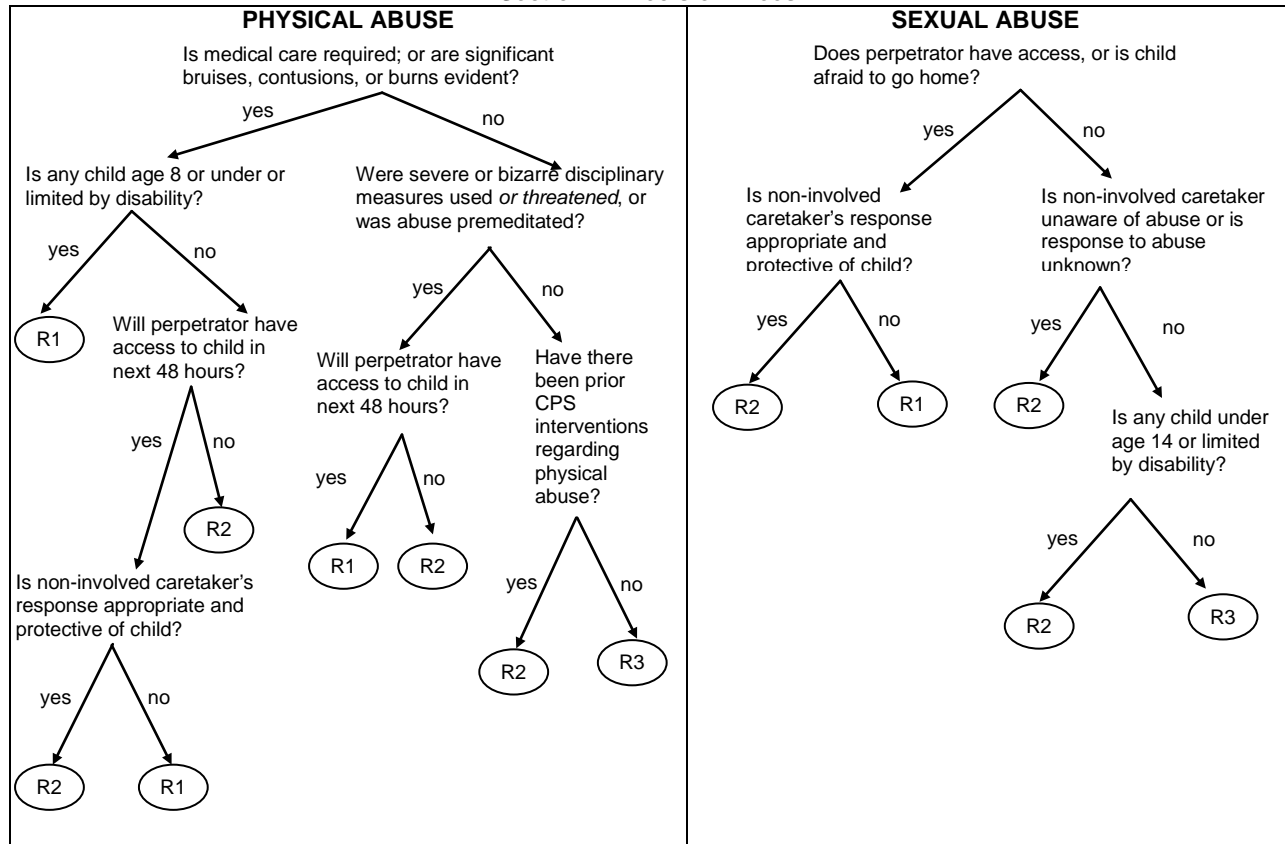 PHYSICAL ABUSE
Is medical care required; or are significant
bruises, contusions, or burns evident?
yes
no
Is any child age 8 or under or
limited by disability?
Were severe or bizarre disciplinary
measures used or threatened, or
was abuse premeditated?
yes
no
R1
Will perpetrator have
access to child in
next 48 hours?
yes
no
R2
Is non-involved caretaker's
response appropriate and
protective of child?
yes
no
R2
R1
yes
no
Will perpetrator have
access to child in
next 48 hours?
yes
no
R1
R2
Have there
been prior
CPS
interventions
regarding
physical
abuse?
yes
no
R2
R3
SEXUAL ABUSE
Does perpetrator have access, or is child
afraid to go home?
yes
no
Is non-involved
caretaker's response
appropriate and
protective of child?
yes
no
R2
R1
Is non-involved caretaker
unaware of abuse or is
response to abuse
unknown?
yes
no
R2
Is any child under
age 14 or limited
by disability?
yes
no
R2
R3